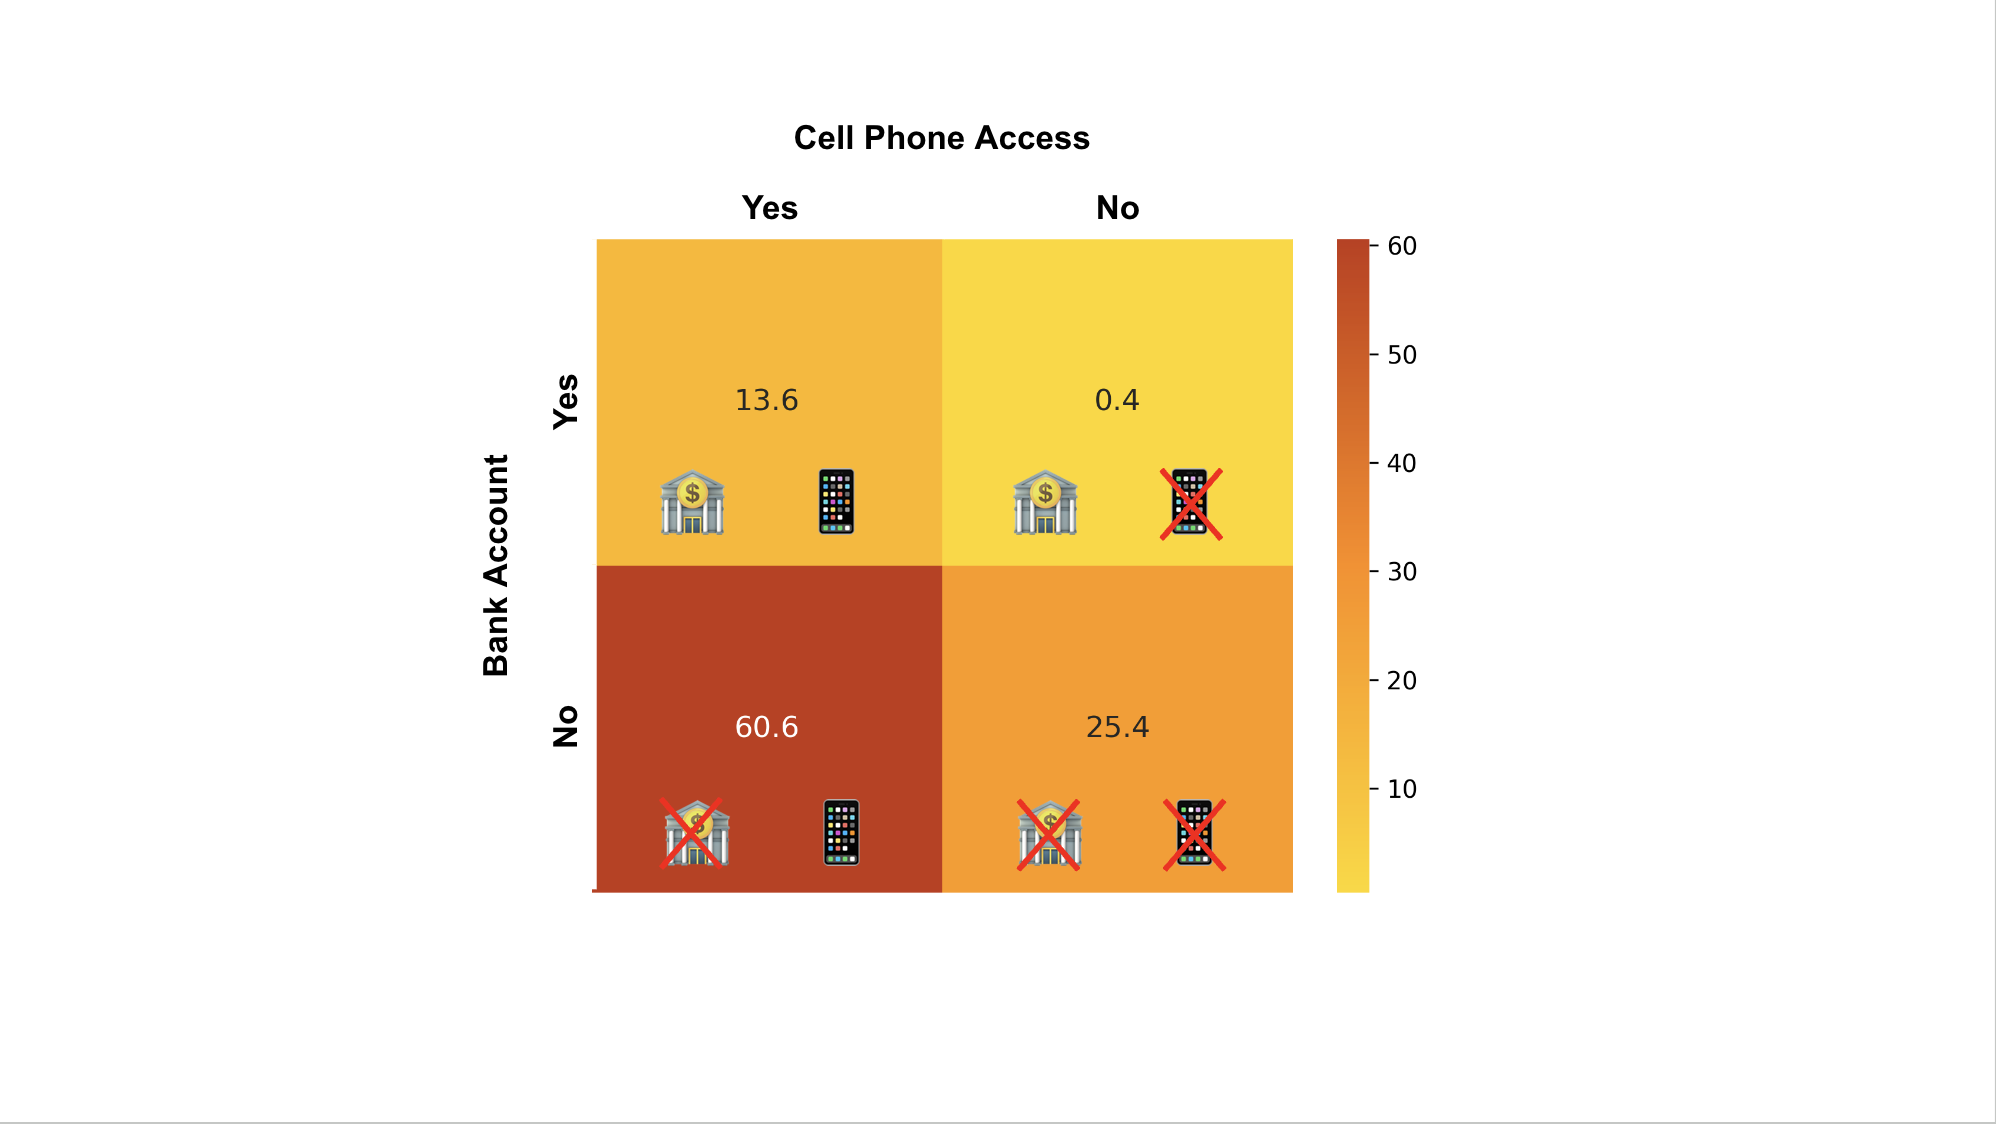 Cell Phone Access
Yes
No
60
50
Yes
13.6
0.4
40
Bank Account
$
$
30
20
No
60.6
25.4
10
$
$